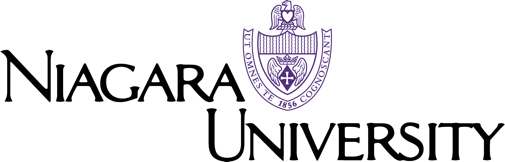 NIAGARA
UT OMNES TE COGNOSCANT
1856
UNIVERSITY